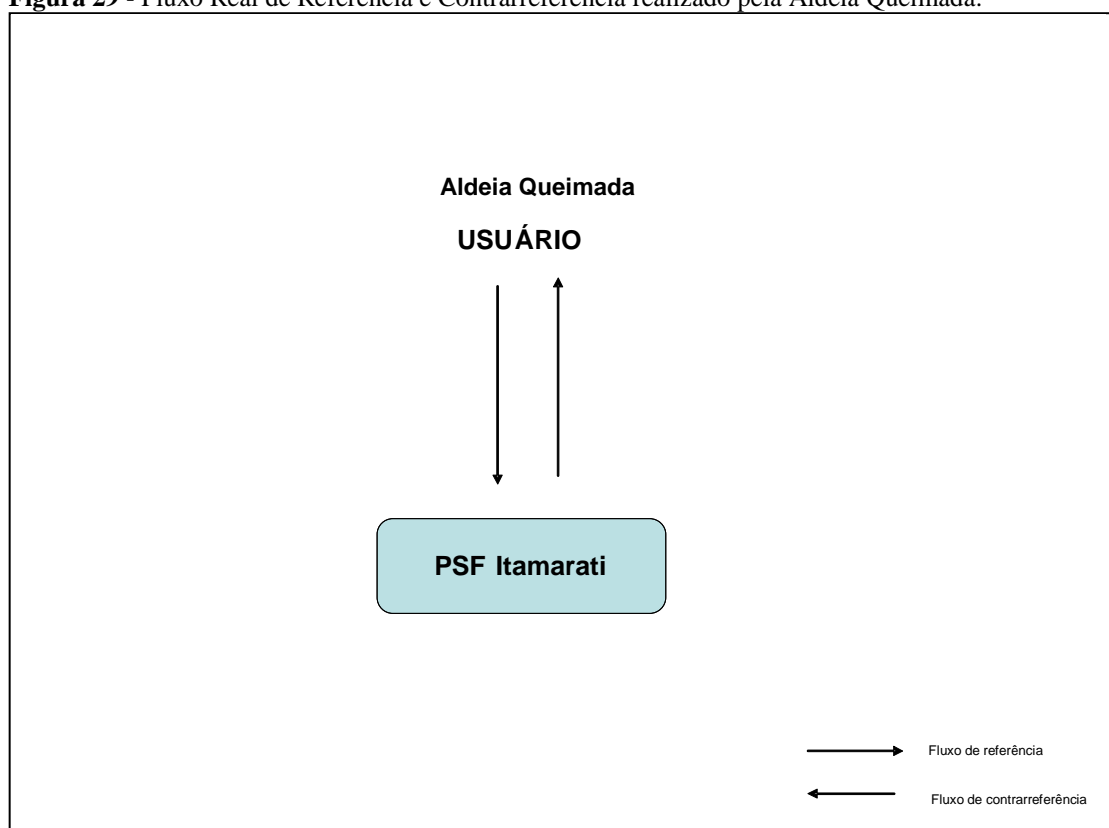 Figura 29 - Fluxo Real de Referência e Contrarreferência realizado pela Aldeia Queimada.
Aldeia Queimada
USUÁRIO
PSF Itamarati
Fluxo de referência
Fluxo de contrarreferência